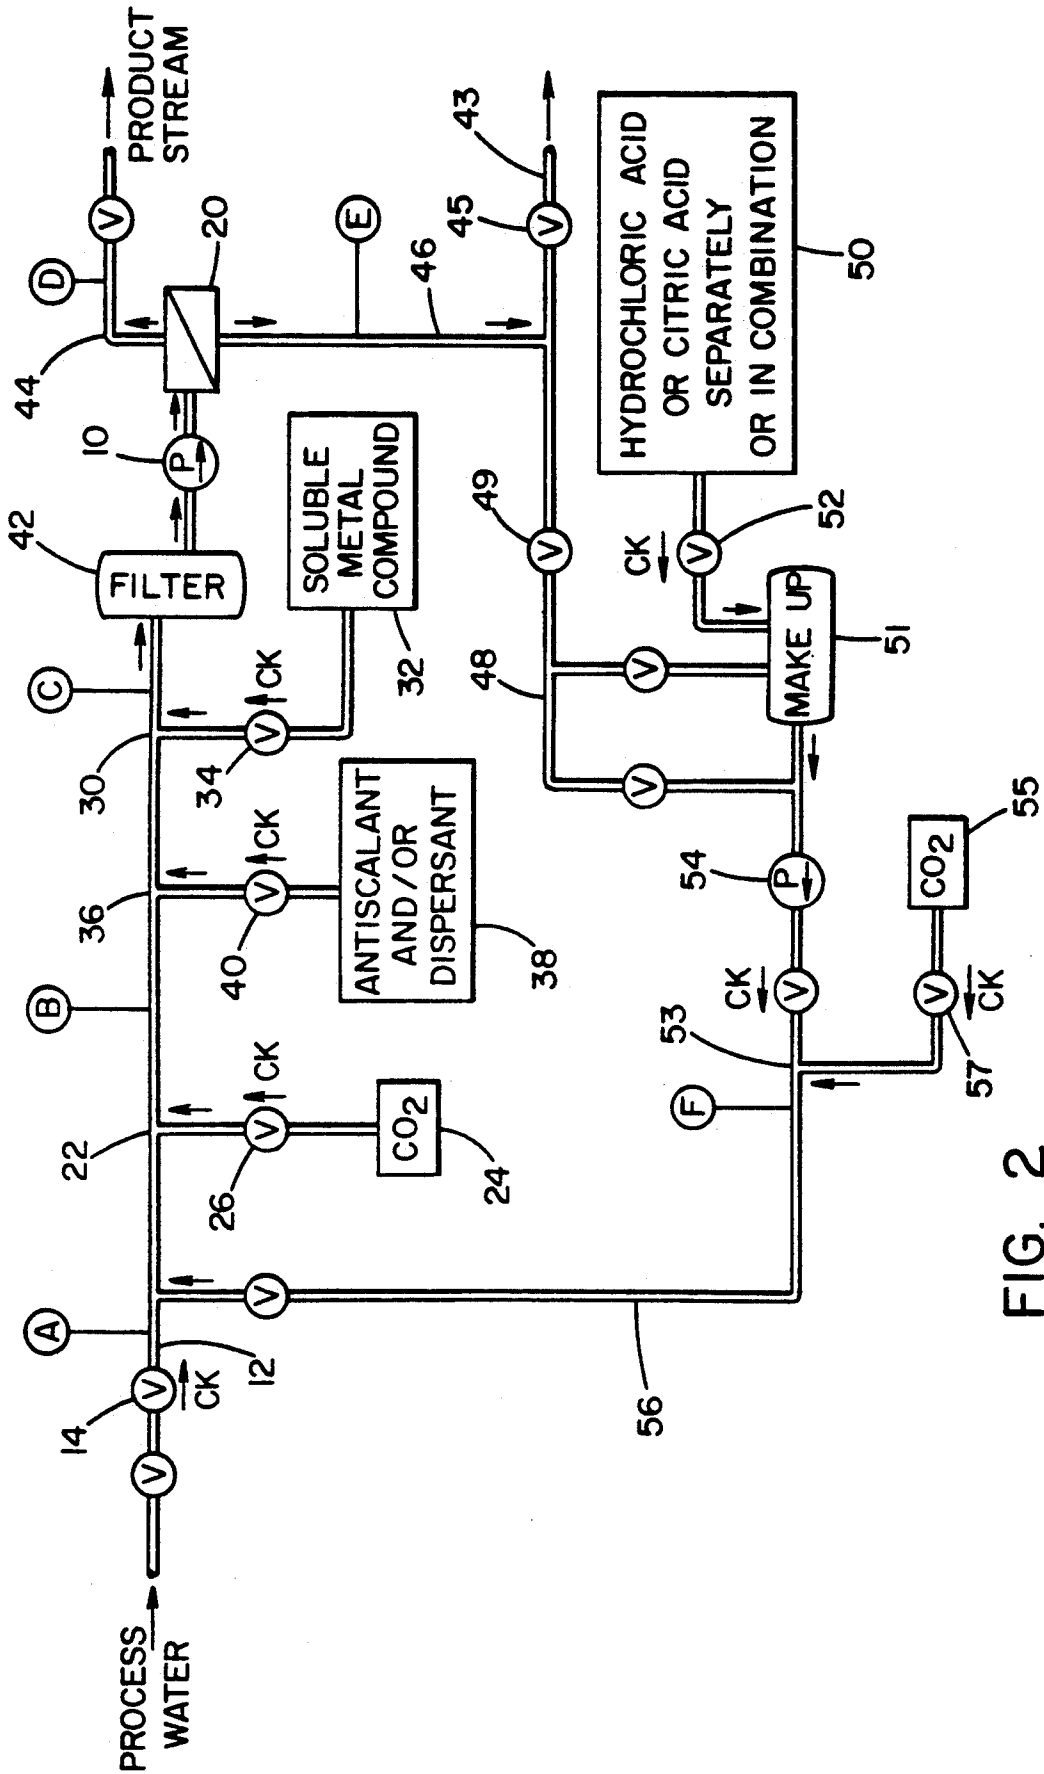 PRODUCT
STREAM
V
D
44
20
10
P
42
FILTER
E
46
45
V
43
SOLUBLE
METAL
COMPOUND
32
C
30
CK
V
34
49
V
48
HYDROCHLORIC ACID
OR CITRIC ACID
SEPARATELY
OR IN COMBINATION
50
CK
V
52
MAKE UP
51
V
V
ANTISCALANT
AND/OR
DISPERSANT
38
36
CK
V
40
B
54
P
CK
V
53
F
CO2
55
V
CK
57
22
CK
V
26
CO2
24
V
56
A
12
14
V
CK
V
PROCESS
WATER
FIG. 2